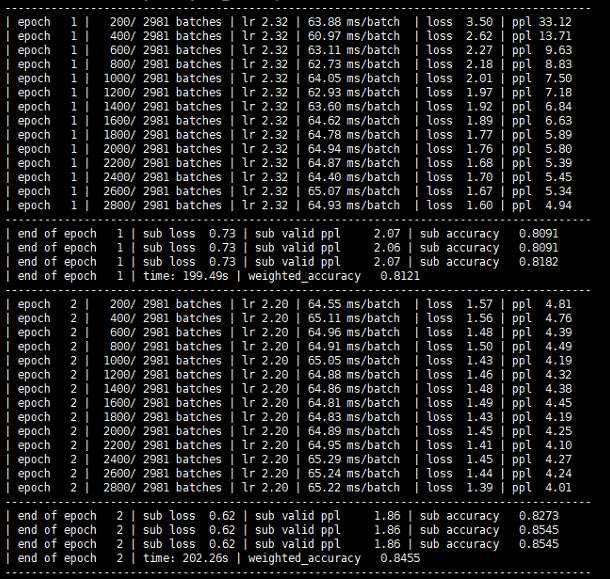 | epoch 1 | 200/ 2981 batches | lr 2.32 | 63.88 ms/batch | loss 3.50 | ppl 33.12
| epoch 1 | 400/ 2981 batches | lr 2.32 | 60.97 ms/batch | loss 2.62 | ppl 13.71
| epoch 1 | 600/ 2981 batches | lr 2.32 | 63.11 ms/batch | loss 2.27 | ppl 9.63
| epoch 1 | 800/ 2981 batches | lr 2.32 | 62.73 ms/batch | loss 2.18 | ppl 8.83
| epoch 1 | 1000/ 2981 batches | lr 2.32 | 64.05 ms/batch | loss 2.01 | ppl 7.50
| epoch 1 | 1200/ 2981 batches | lr 2.32 | 62.93 ms/batch | loss 1.97 | ppl 7.18
| epoch 1 | 1400/ 2981 batches | lr 2.32 | 63.60 ms/batch | loss 1.92 | ppl 6.84
| epoch 1 | 1600/ 2981 batches | lr 2.32 | 64.62 ms/batch | loss 1.89 | ppl 6.63
| epoch 1 | 1800/ 2981 batches | lr 2.32 | 64.78 ms/batch | loss 1.77 | ppl 5.89
| epoch 1 | 2000/ 2981 batches | lr 2.32 | 64.94 ms/batch | loss 1.76 | ppl 5.80
| epoch 1 | 2200/ 2981 batches | lr 2.32 | 64.87 ms/batch | loss 1.68 | ppl 5.39
| epoch 1 | 2400/ 2981 batches | lr 2.32 | 64.40 ms/batch | loss 1.70 | ppl 5.45
| epoch 1 | 2600/ 2981 batches | lr 2.32 | 65.07 ms/batch | loss 1.67 | ppl 5.34
| epoch 1 | 2800/ 2981 batches | lr 2.32 | 64.93 ms/batch | loss 1.60 | ppl 4.94
| end of epoch 1 | sub loss 0.73 | sub valid ppl 2.07 | sub accuracy 0.8091
| end of epoch 1 | sub loss 0.73 | sub valid ppl 2.06 | sub accuracy 0.8091
| end of epoch 1 | sub loss 0.73 | sub valid ppl 2.07 | sub accuracy 0.8182
| end of epoch 1 | time: 199.49s | weighted_accuracy 0.8121
| epoch 2 | 200/ 2981 batches | lr 2.20 | 64.55 ms/batch | loss 1.57 | ppl 4.81
| epoch 2 | 400/ 2981 batches | lr 2.20 | 65.11 ms/batch | loss 1.56 | ppl 4.76
| epoch 2 | 600/ 2981 batches | lr 2.20 | 64.96 ms/batch | loss 1.48 | ppl 4.39
| epoch 2 | 800/ 2981 batches | lr 2.20 | 64.91 ms/batch | loss 1.50 | ppl 4.49
| epoch 2 | 1000/ 2981 batches | lr 2.20 | 65.05 ms/batch | loss 1.43 | ppl 4.19
| epoch 2 | 1200/ 2981 batches | lr 2.20 | 64.88 ms/batch | loss 1.46 | ppl 4.32
| epoch 2 | 1400/ 2981 batches | lr 2.20 | 64.86 ms/batch | loss 1.48 | ppl 4.38
| epoch 2 | 1600/ 2981 batches | lr 2.20 | 64.81 ms/batch | loss 1.49 | ppl 4.45
| epoch 2 | 1800/ 2981 batches | lr 2.20 | 64.83 ms/batch | loss 1.43 | ppl 4.19
| epoch 2 | 2000/ 2981 batches | lr 2.20 | 64.89 ms/batch | loss 1.45 | ppl 4.25
| epoch 2 | 2200/ 2981 batches | lr 2.20 | 64.95 ms/batch | loss 1.41 | ppl 4.10
| epoch 2 | 2400/ 2981 batches | lr 2.20 | 65.29 ms/batch | loss 1.45 | ppl 4.27
| epoch 2 | 2600/ 2981 batches | lr 2.20 | 65.24 ms/batch | loss 1.44 | ppl 4.24
| epoch 2 | 2800/ 2981 batches | lr 2.20 | 65.22 ms/batch | loss 1.39 | ppl 4.01
| end of epoch 2 | sub loss 0.62 | sub valid ppl 1.86 | sub accuracy 0.8273
| end of epoch 2 | sub loss 0.62 | sub valid ppl 1.86 | sub accuracy 0.8545
| end of epoch 2 | sub loss 0.62 | sub valid ppl 1.86 | sub accuracy 0.8545
| end of epoch 2 | time: 202.26s | weighted_accuracy 0.8455